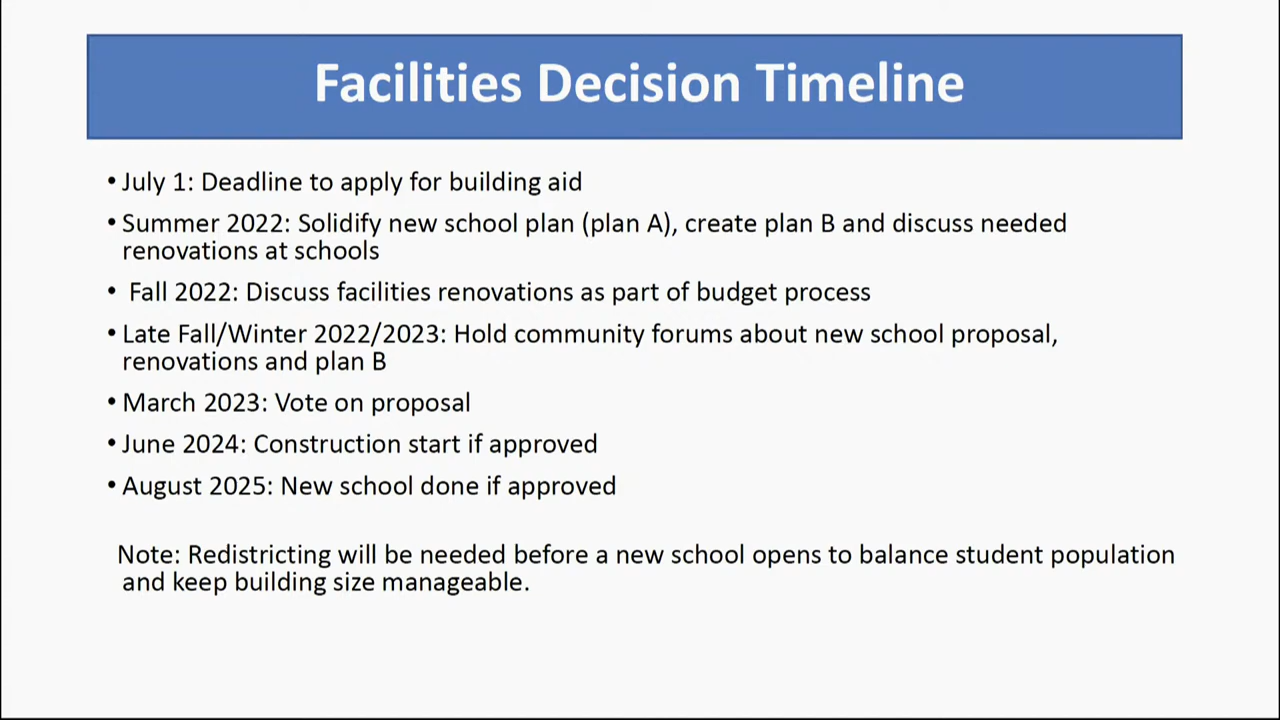 Facilities Decision Timeline
• July 1: Deadline to apply for building aid
• Summer 2022: Solidify new school plan (plan A), create plan B and discuss needed
renovations at schools
• Fall 2022: Discuss facilities renovations as part of budget process
• Late Fall/Winter 2022/2023: Hold community forums about new school proposal,
renovations and plan B
• March 2023: Vote on proposal
• June 2024: Construction start if approved
• August 2025: New school done if approved
Note: Redistricting will be needed before a new school opens to balance student population
and keep building size manageable.